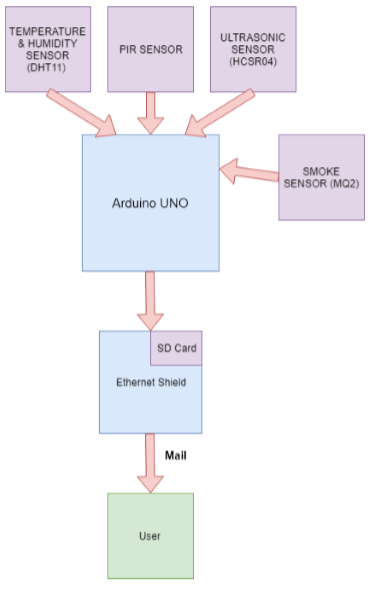 TEMPERATURE
& HUMIDITY
SENSOR
(DHT11)
PIR SENSOR
ULTRASONIC
SENSOR
(HCSR04)
SMOKE
SENSOR (MQ2)
Arduino UNO
SD Card
Ethernet Shield
Mail
User